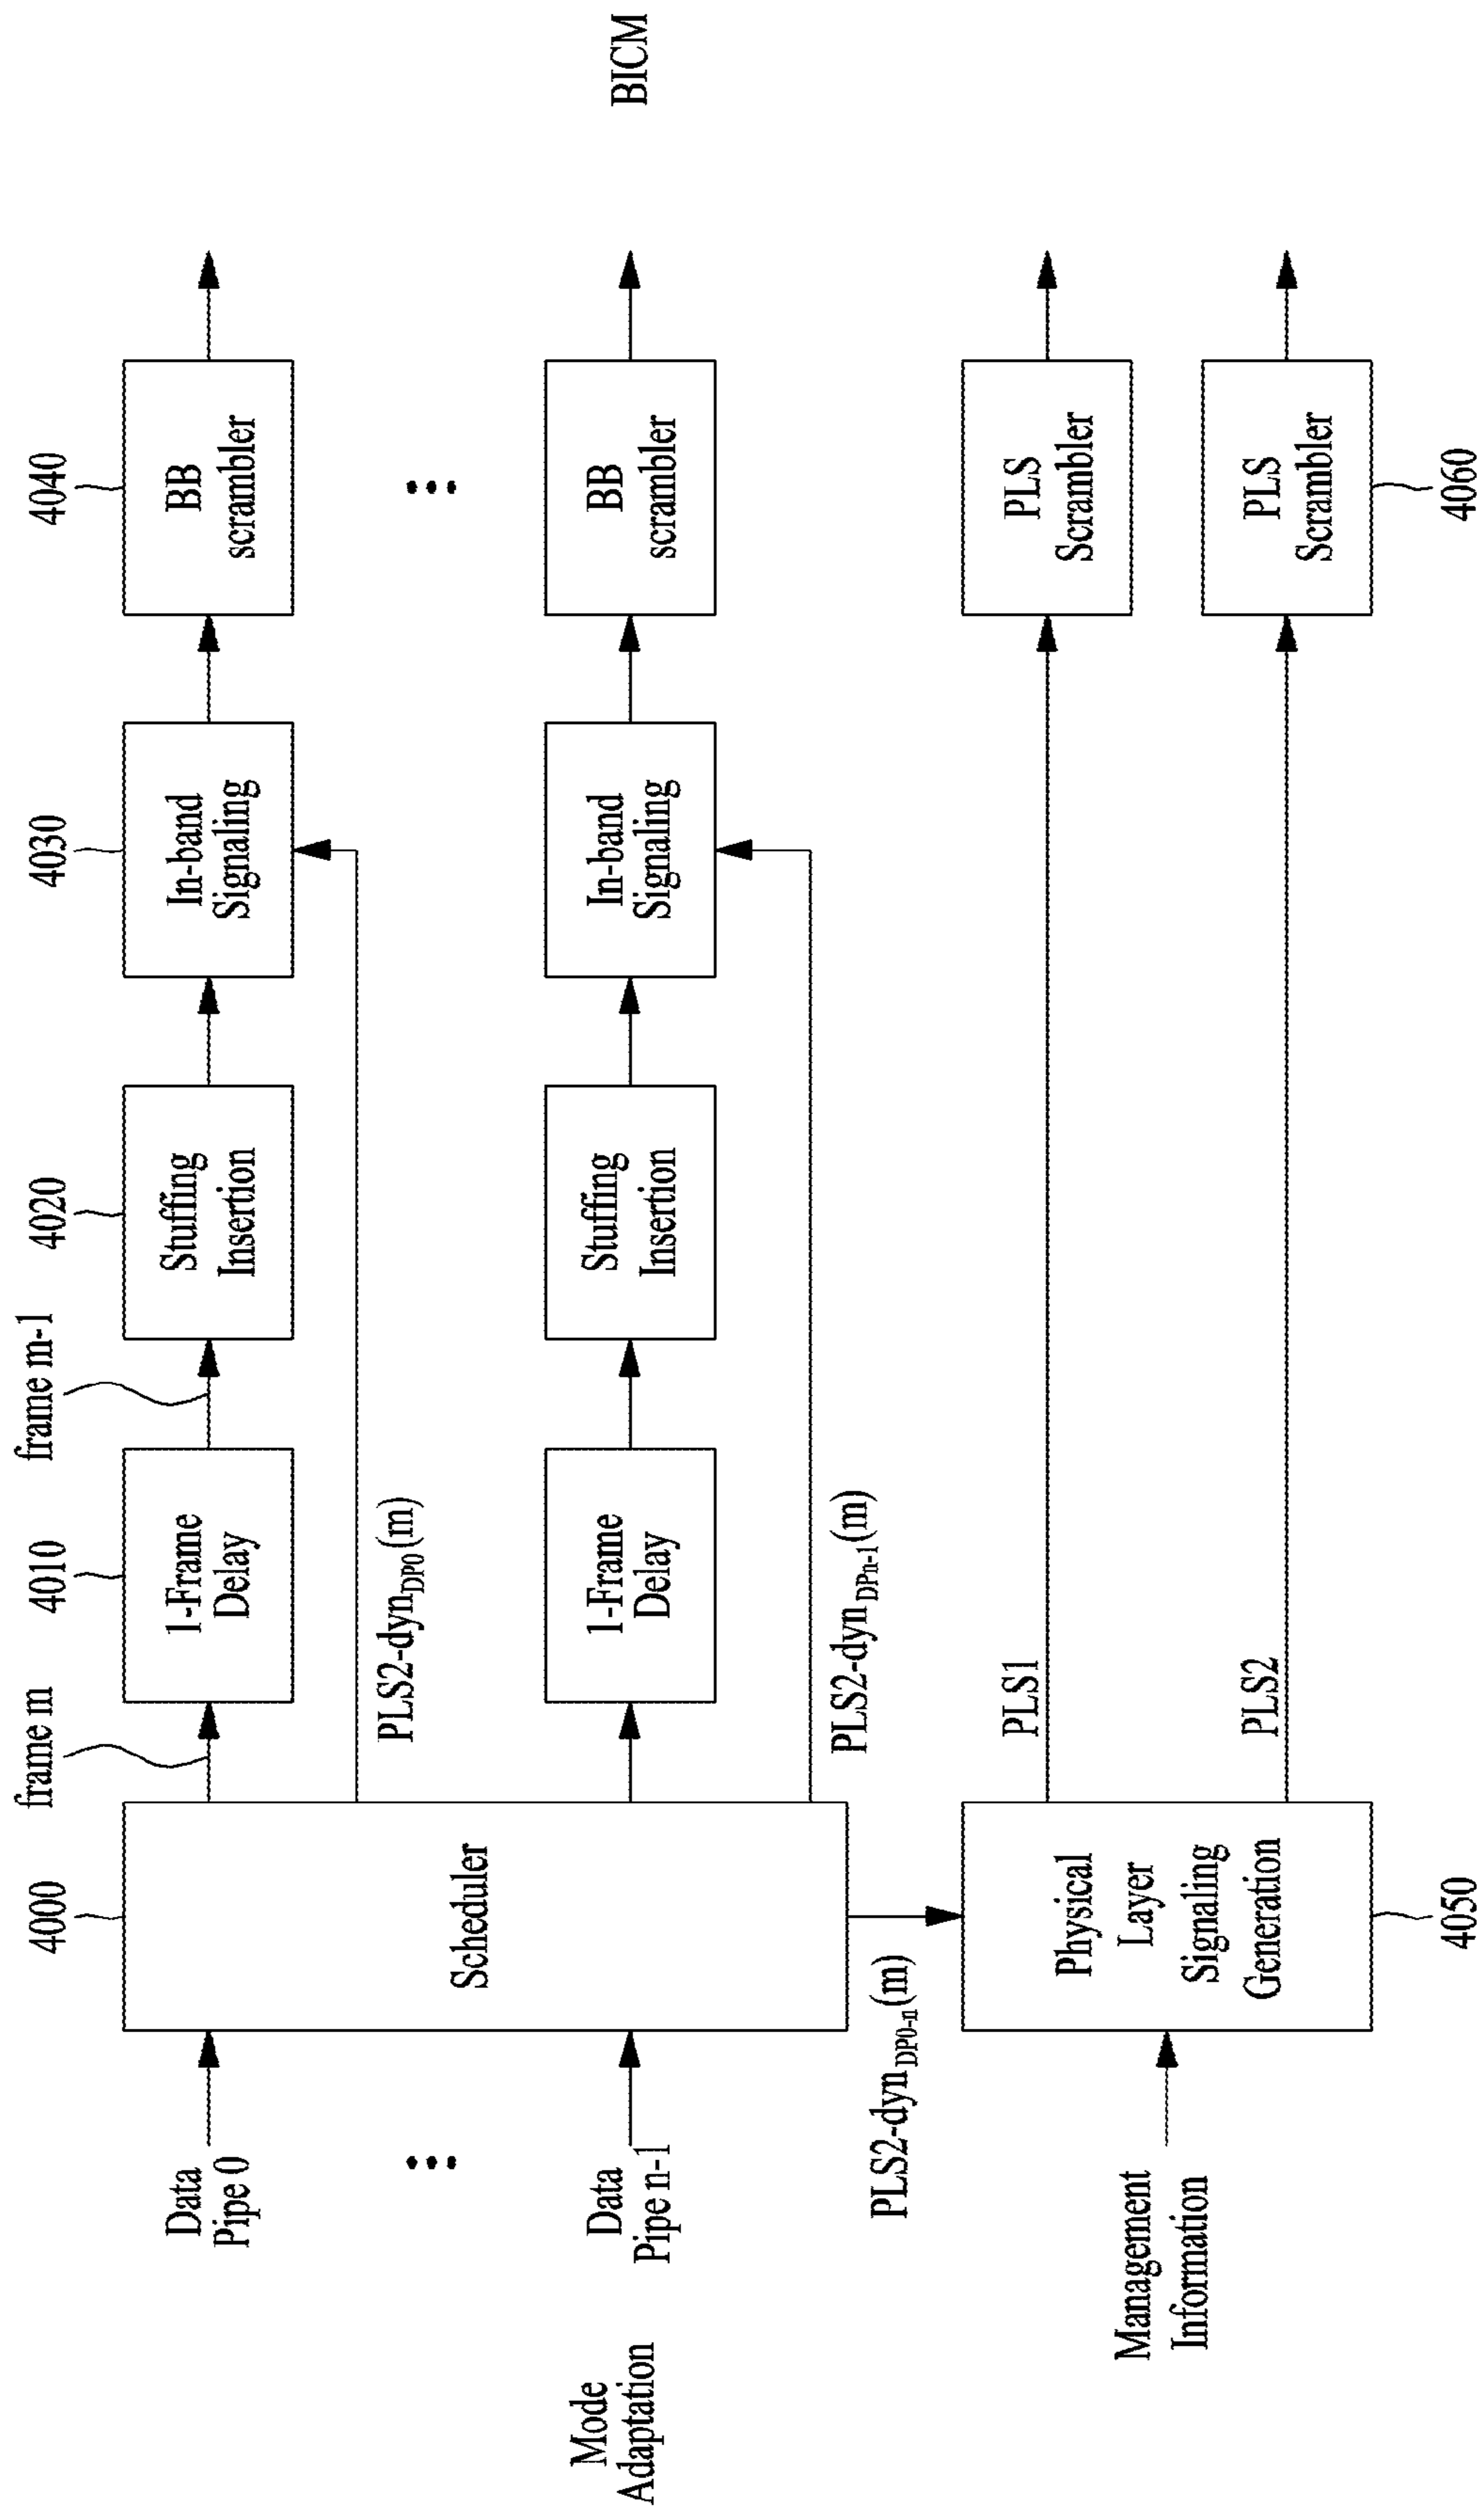 frame m
frame m-1
4000
4010
4020
4030
4040
Data
Pipe 0
Scheduler
1-Frame
Delay
Stuffing
Insertion
In-band
Signaling
BB
scrambler
PLS2-dynDP0(m)
Mode
Adaptation
Data
Pipe n-1
1-Frame
Delay
Stuffing
Insertion
In-band
Signaling
BB
scrambler
BICM
PLS2-dynDPn-1(m)
PLS2-dynDP0-n(m)
Management
Information
Physical
Layer
Signaling
Generation
PLS1
PLS
Scrambler
PLS2
PLS
Scrambler
4050
4060